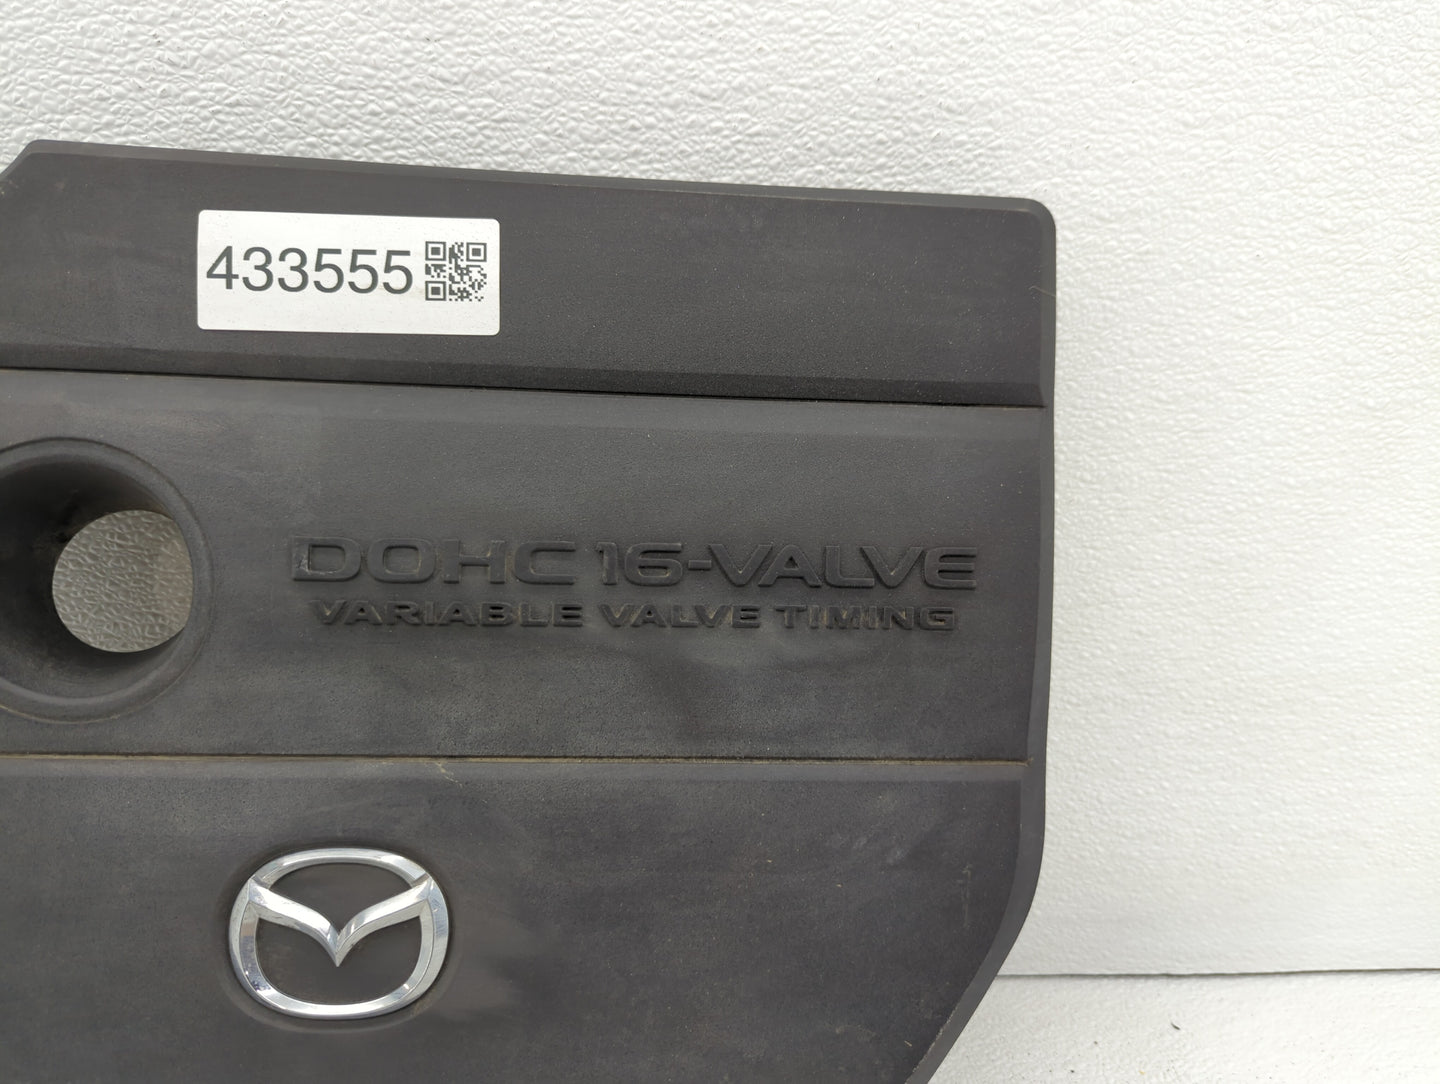 433555
DOHC 16-VALVE
VARIABLE VALVE TIMING